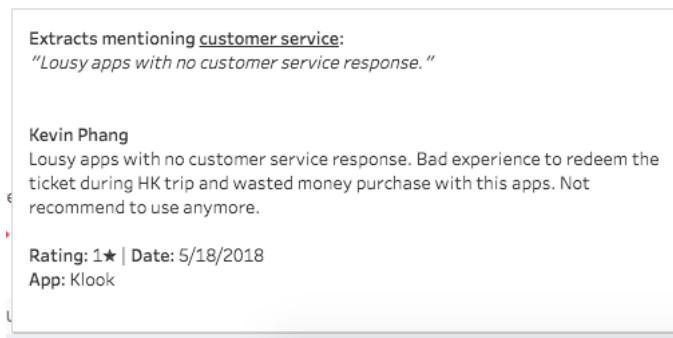 Extracts mentioning customer service:
"Lousy apps with no customer service response."
Kevin Phang
Lousy apps with no customer service response. Bad experience to redeem the
ticket during HK trip and wasted money purchase with this apps. Not
recommend to use anymore.
Rating: 1★ | Date: 5/18/2018
App: Klook